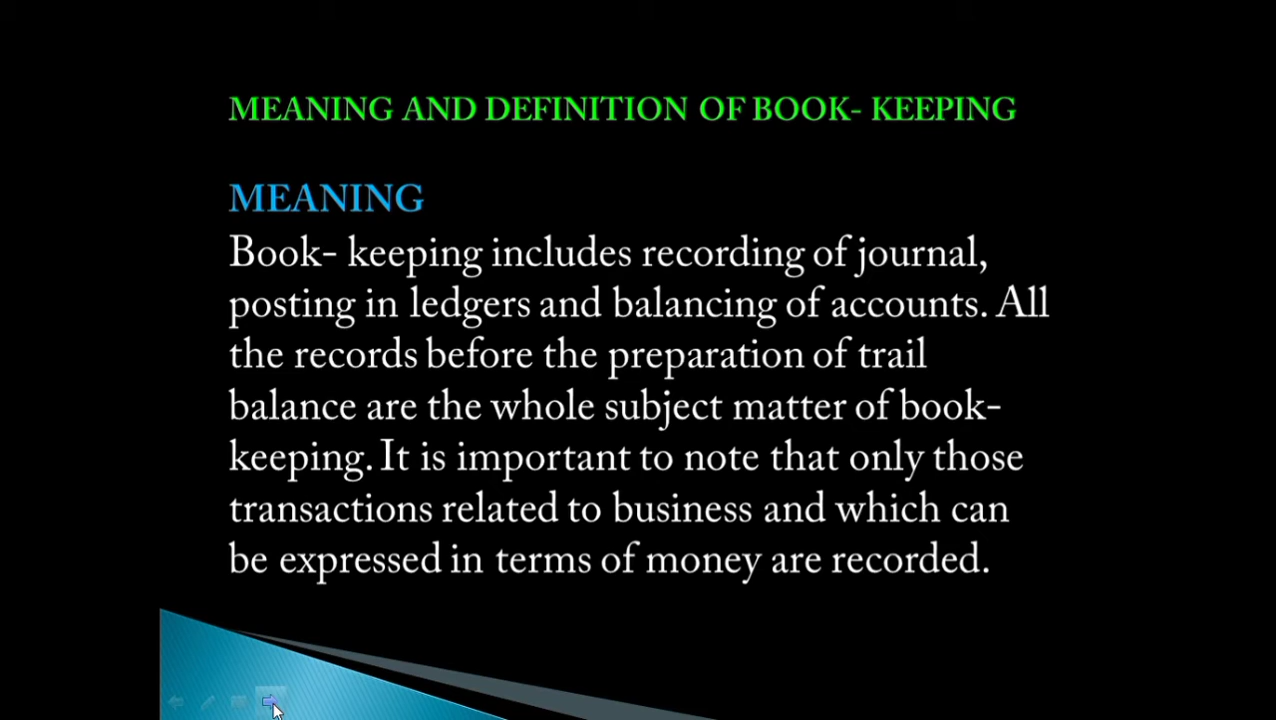 MEANING AND DEFINITION OF BOOK- KEEPING
MEANING
Book- keeping includes recording of journal,
posting in ledgers and balancing of accounts. All
the records before the preparation of trail
balance are the whole subject matter of book-
keeping. It is important to note that only those
transactions related to business and which can
be expressed in terms of money are recorded.